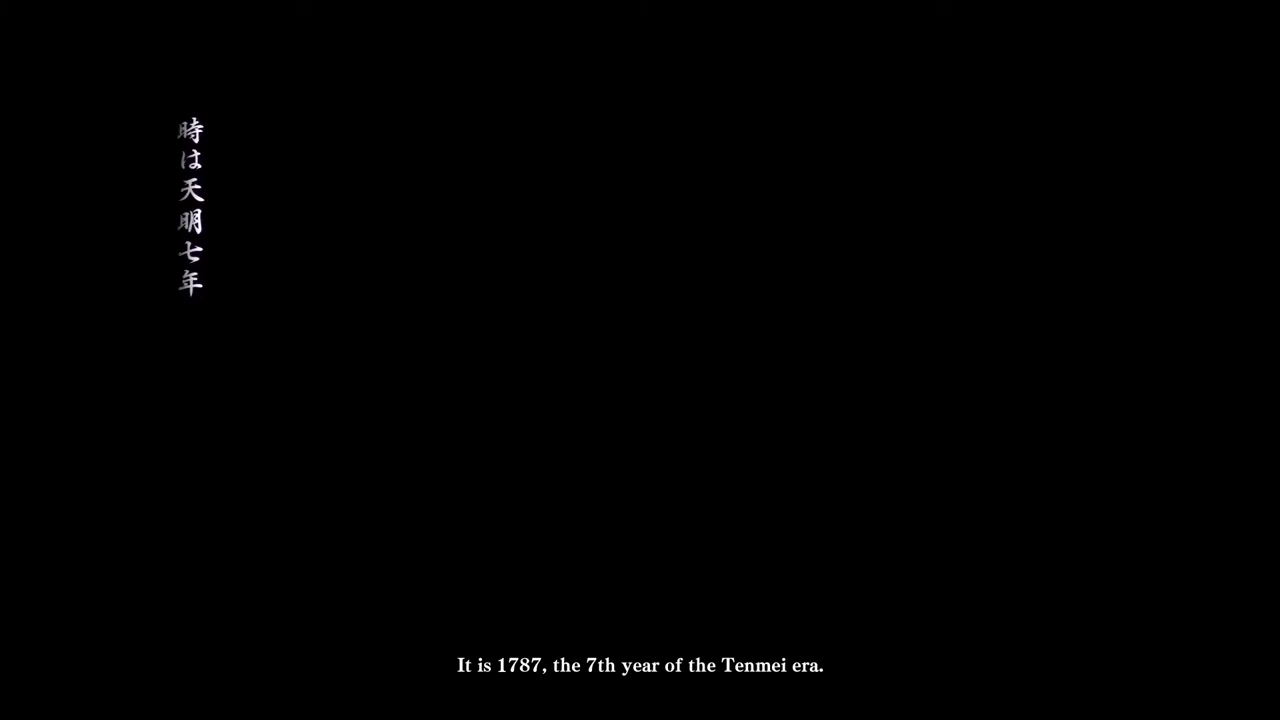 時は天明七年
It is 1787, the 7th year of the Tenmei era.